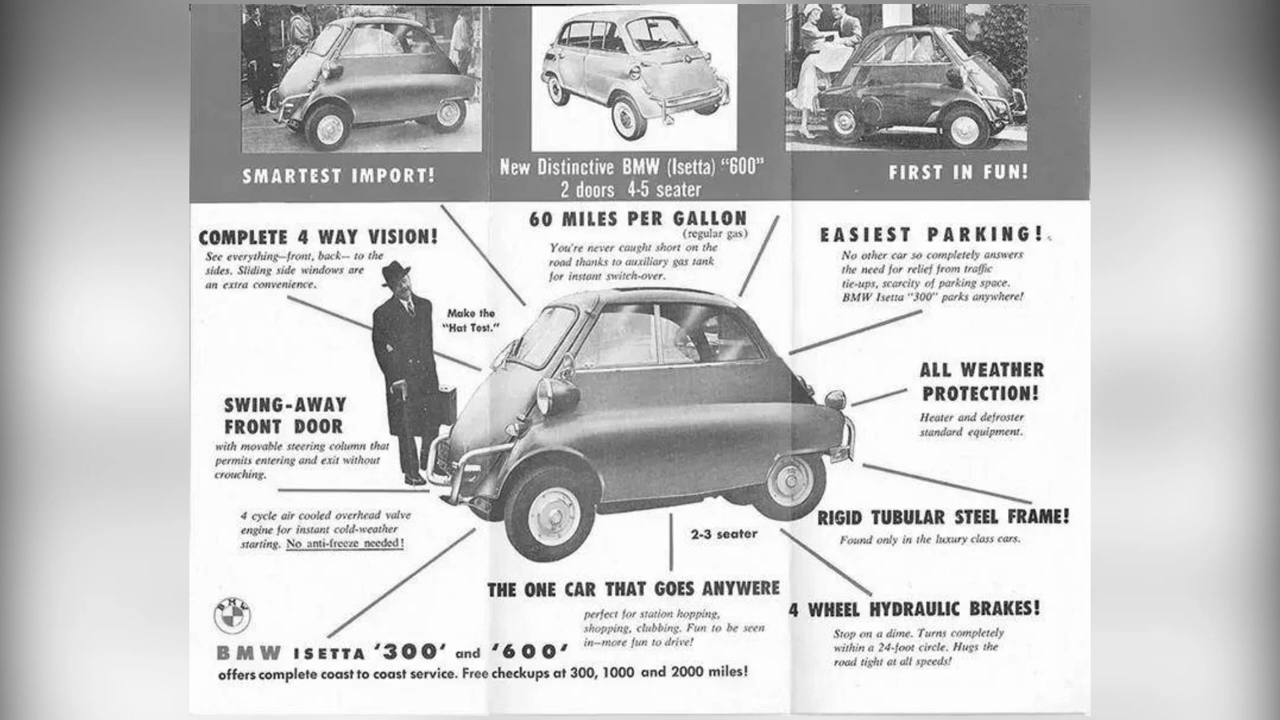 SMARTEST IMPORT!
New Distinctive BMW (Isetta) "600"
2 doors 4-5 seater
FIRST IN FUN!
COMPLETE 4 WAY VISION!
See everything—front, back— to the
sides. Sliding side windows are
an extra convenience.
60 MILES PER GALLON
(regular gas)
You're never caught short on the
road thanks to auxiliary gas tank
for instant switch-over.
EASIEST PARKING!
No other car so completely answers
the need for relief from traffic
tie-ups, scarcity of parking space.
BMW Isetta "300" parks anywhere!
Make the
"Hat Test."
ALL WEATHER
PROTECTION!
Heater and defroster
standard equipment.
SWING-AWAY
FRONT DOOR
with movable steering column that
permits entering and exit without
crouching.
4 cycle air cooled overhead valve
engine for instant cold-weather
starting. No anti-freeze needed!
RIGID TUBULAR STEEL FRAME!
Found only in the luxury class cars.
2-3 seater
THE ONE CAR THAT GOES ANYWERE
perfect for station hopping,
shopping, clubbing. Fun to be seen
in—more fun to drive!
4 WHEEL HYDRAULIC BRAKES!
Stop on a dime. Turns completely
within a 24-foot circle. Hugs the
road tight at all speeds!
BMW
BMW ISETTA '300' and '600'
offers complete coast to coast service. Free checkups at 300, 1000 and 2000 miles!